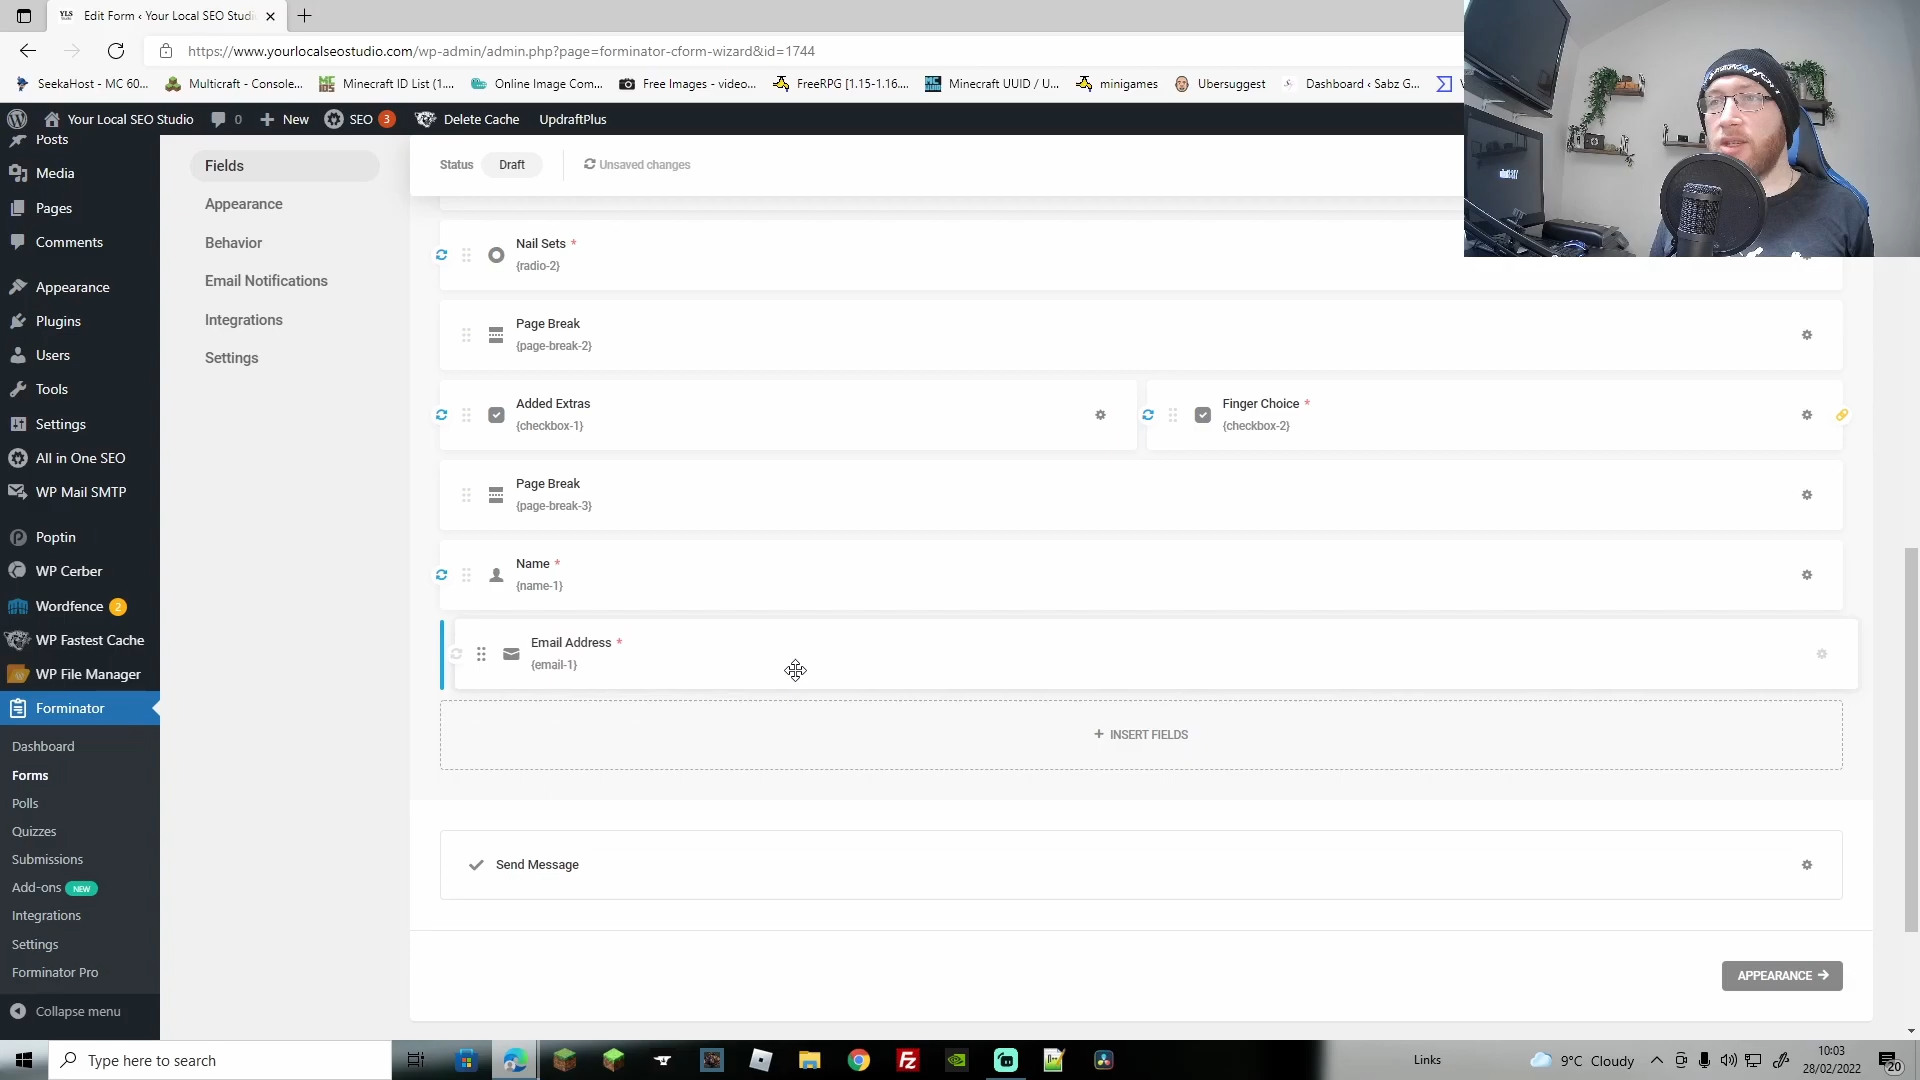 YLS
Edit Form ‹ Your Local SEO Studi
https://www.yourlocalseostudio.com/wp-admin/admin.php?page=forminator-cform-wizard&id=1744
SeekaHost - MC 60...
Multicraft - Console...
Minecraft ID List (1....
Online Image Com...
Free Images - video...
FreeRPG [1.15-1.16....
Minecraft UUID / U...
minigames
Ubersuggest
Dashboard ‹ Sabz G...
Your Local SEO Studio
0
New
SEO 3
Delete Cache
UpdraftPlus
Posts
Media
Pages
Comments
Appearance
Plugins
Users
Tools
Settings
All in One SEO
WP Mail SMTP
Poptin
WP Cerber
Wordfence 2
WP Fastest Cache
WP File Manager
Forminator
Dashboard
Forms
Polls
Quizzes
Submissions
Add-ons NEW
Integrations
Settings
Forminator Pro
Collapse menu
Fields
Appearance
Behavior
Email Notifications
Integrations
Settings
Status Draft Unsaved changes
Nail Sets *
{radio-2}
Page Break
{page-break-2}
Added Extras
{checkbox-1}
Finger Choice *
{checkbox-2}
Page Break
{page-break-3}
Name *
{name-1}
Email Address *
{email-1}
+ INSERT FIELDS
Send Message
APPEARANCE →
Type here to search
Links
9°C Cloudy
10:03
28/02/2022
20